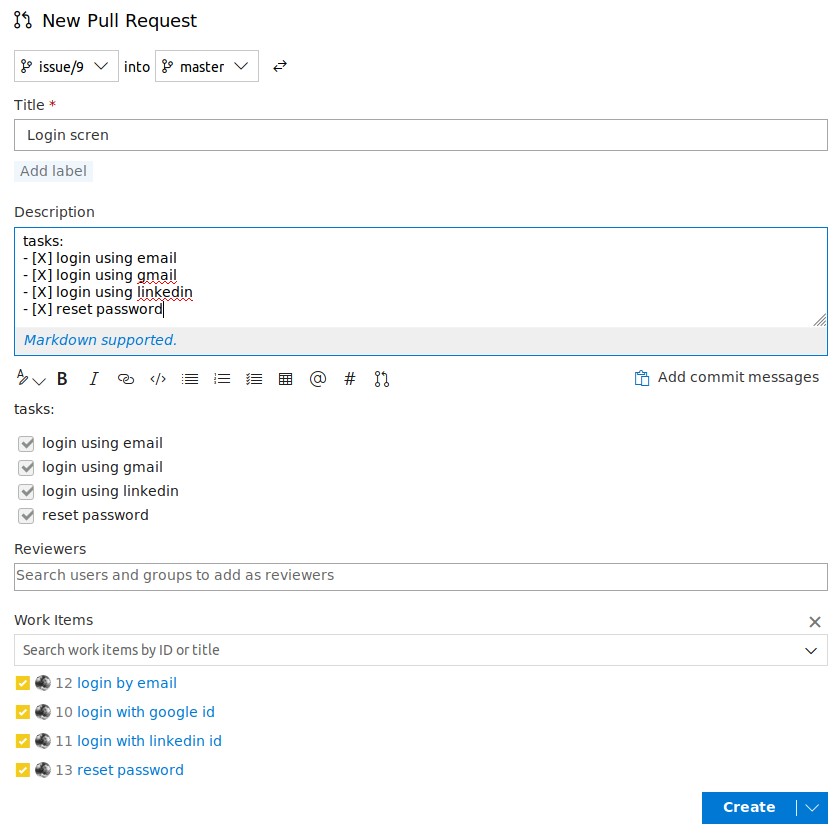 New Pull Request
issue/9 into master
Title *
Login scren
Add label
Description
tasks:
- [X] login using email
- [X] login using gmail
- [X] login using linkedin
- [X] reset password
Markdown supported.
B I </> @ # Add commit messages
tasks:
login using email
login using gmail
login using linkedin
reset password
Reviewers
Search users and groups to add as reviewers
Work Items
Search work items by ID or title
12 login by email
10 login with google id
11 login with linkedin id
13 reset password
Create